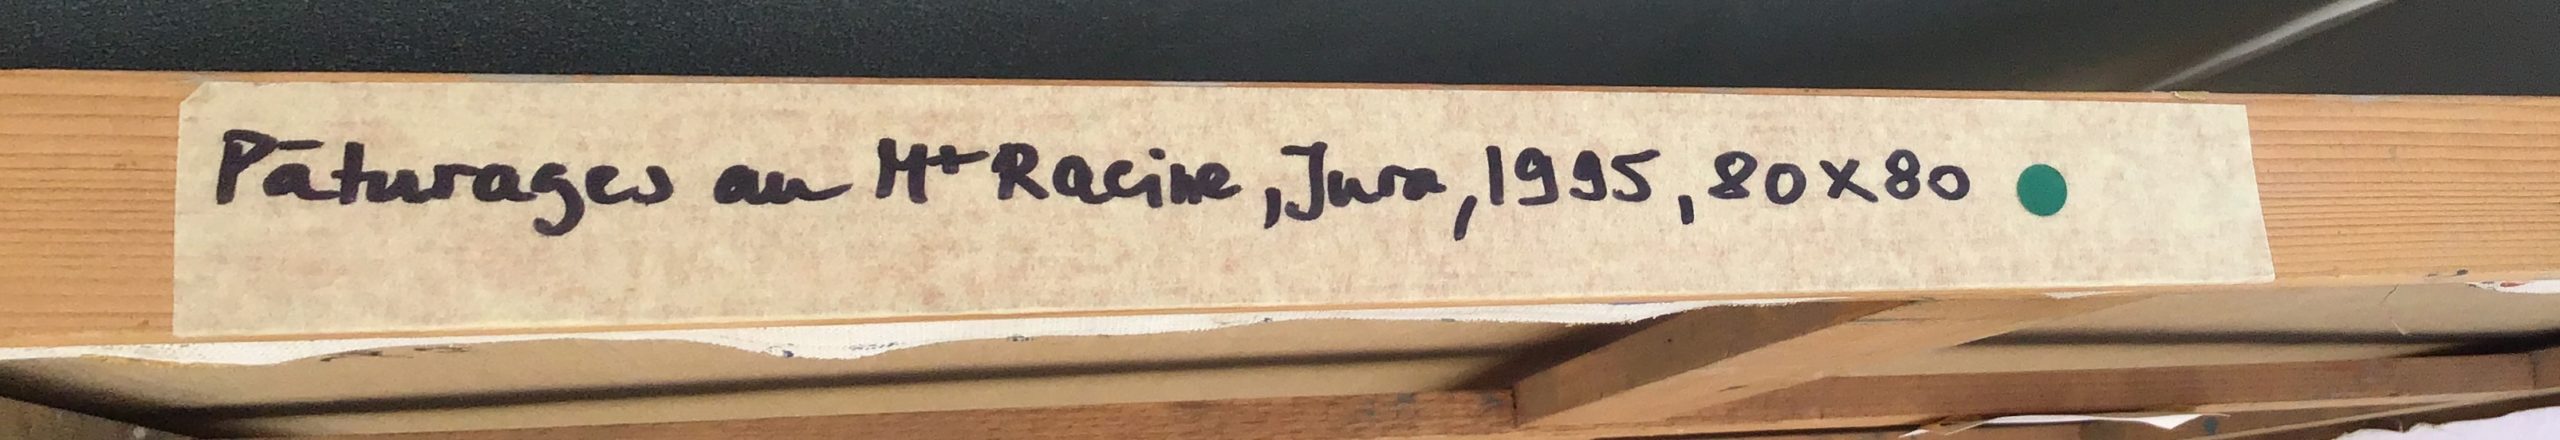 Pâturages au Mt Racine, Jura, 1995, 80x80